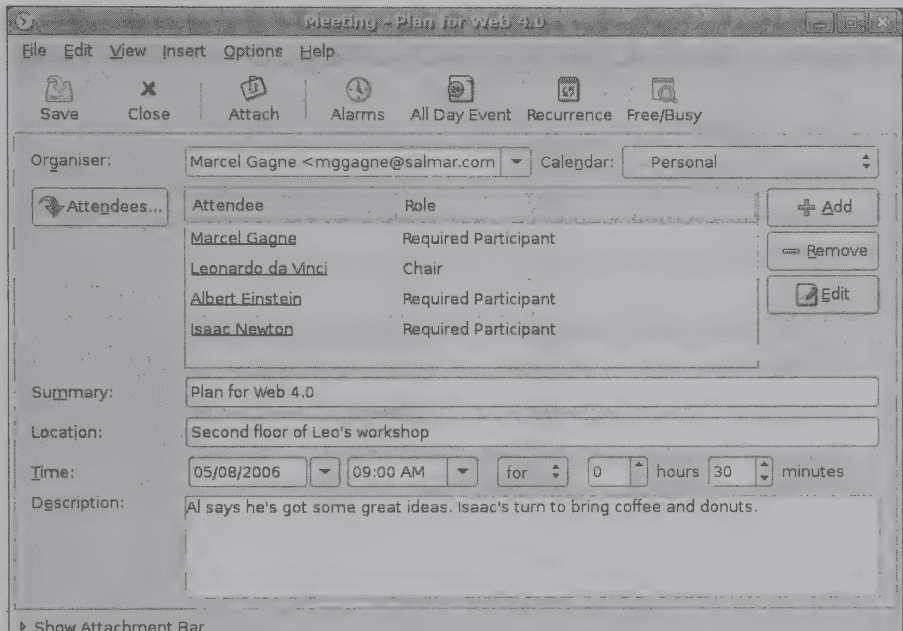 Meeting - Plan for Web 4.0
File Edit View Insert Options Help
Save Close Attach Alarms All Day Event Recurrence Free/Busy
Organiser: Marcel Gagne <mggagne@salmar.com Calendar: Personal
Attendees... Attendee Role Add
Marcel Gagne Required Participant
Remove
Leonardo da Vinci Chair
Albert Einstein Required Participant Edit
Isaac Newton Required Participant
Summary: Plan for Web 4.0
Location: Second floor of Leo's workshop
Time: 05/08/2006 09:00 AM for 0 hours 30 minutes
Description: Al says he's got some great ideas. Isaac's turn to bring coffee and donuts.
Show Attachment Bar